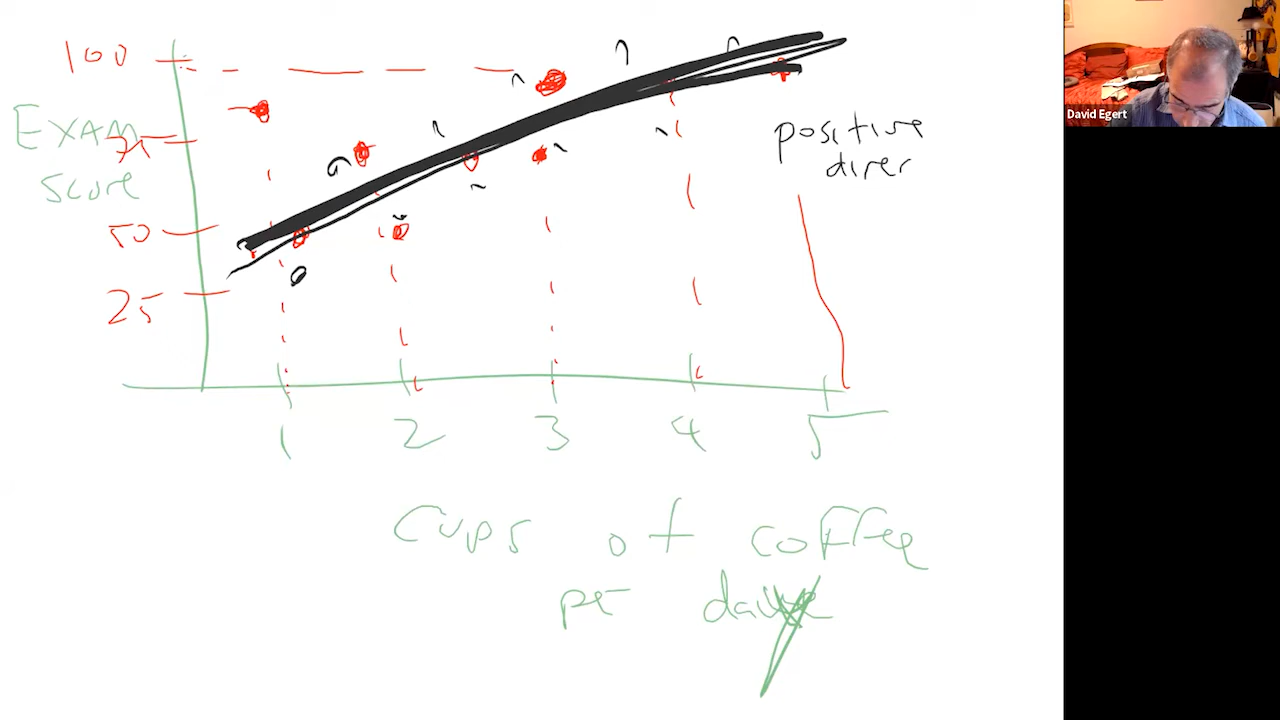 100
EXAM
75
score
50
25
positive
direc
1 2 3 4 5
cups of coffee
per day
David Egert